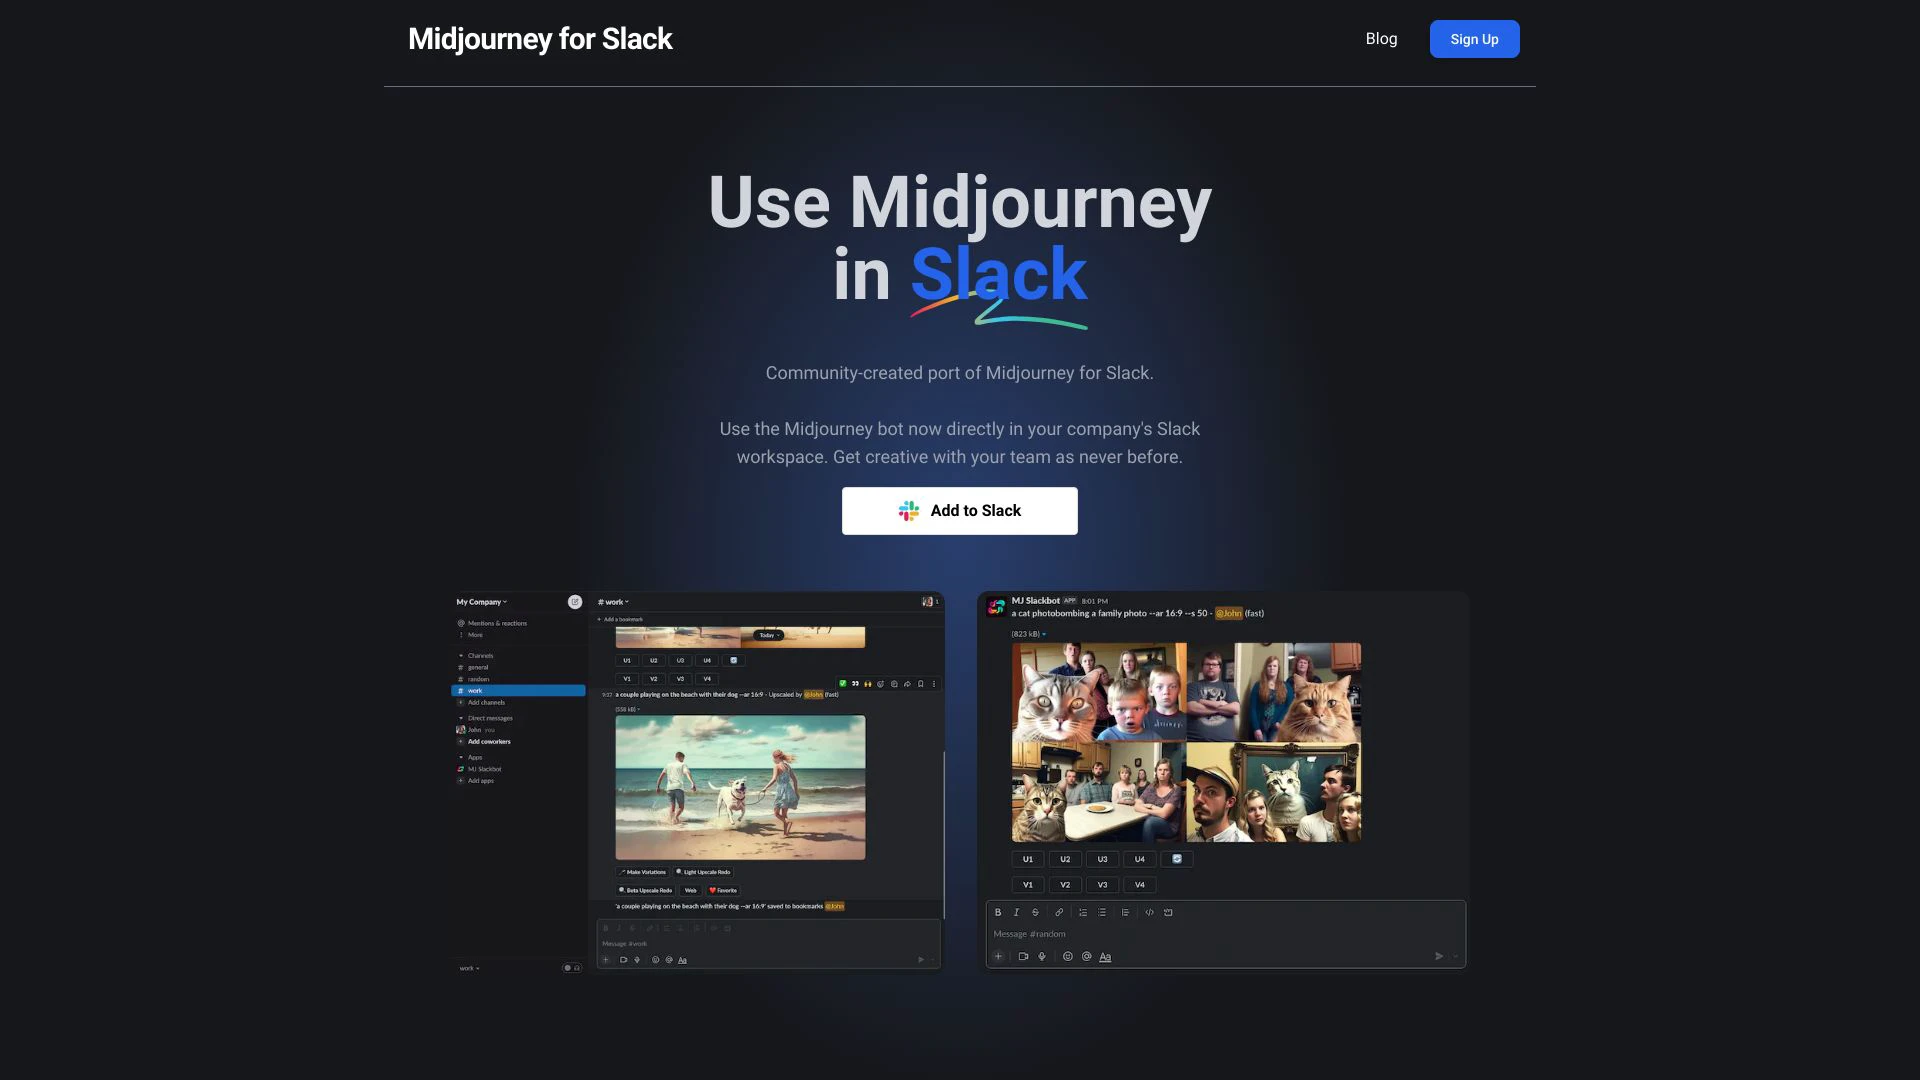 Midjourney for Slack
Blog
Sign Up
Use Midjourney
in Slack
Community-created port of Midjourney for Slack.
Use the Midjourney bot now directly in your company's Slack
workspace. Get creative with your team as never before.
Add to Slack
My Company
Mentions & reactions
More
Channels
# general
# random
# work
+ Add channels
Direct messages
John you
+ Add coworkers
Apps
MJ Slackbot
+ Add apps
work
# work
1
+ Add a bookmark
Today
U1 U2 U3 U4
V1 V2 V3 V4
9:37 a couple playing on the beach with their dog --ar 16:9 - Upscaled by @John (fast)
(558 kB)
Make Variations Light Upscale Redo
Beta Upscale Redo Web Favorite
'a couple playing on the beach with their dog --ar 16:9' saved to bookmarks @John
Message #work
Aa
MJ Slackbot APP 8:01 PM
a cat photobombing a family photo --ar 16:9 --s 50 - @John (fast)
(823 kB)
U1 U2 U3 U4
V1 V2 V3 V4
B I S
Message #random
+ @ Aa